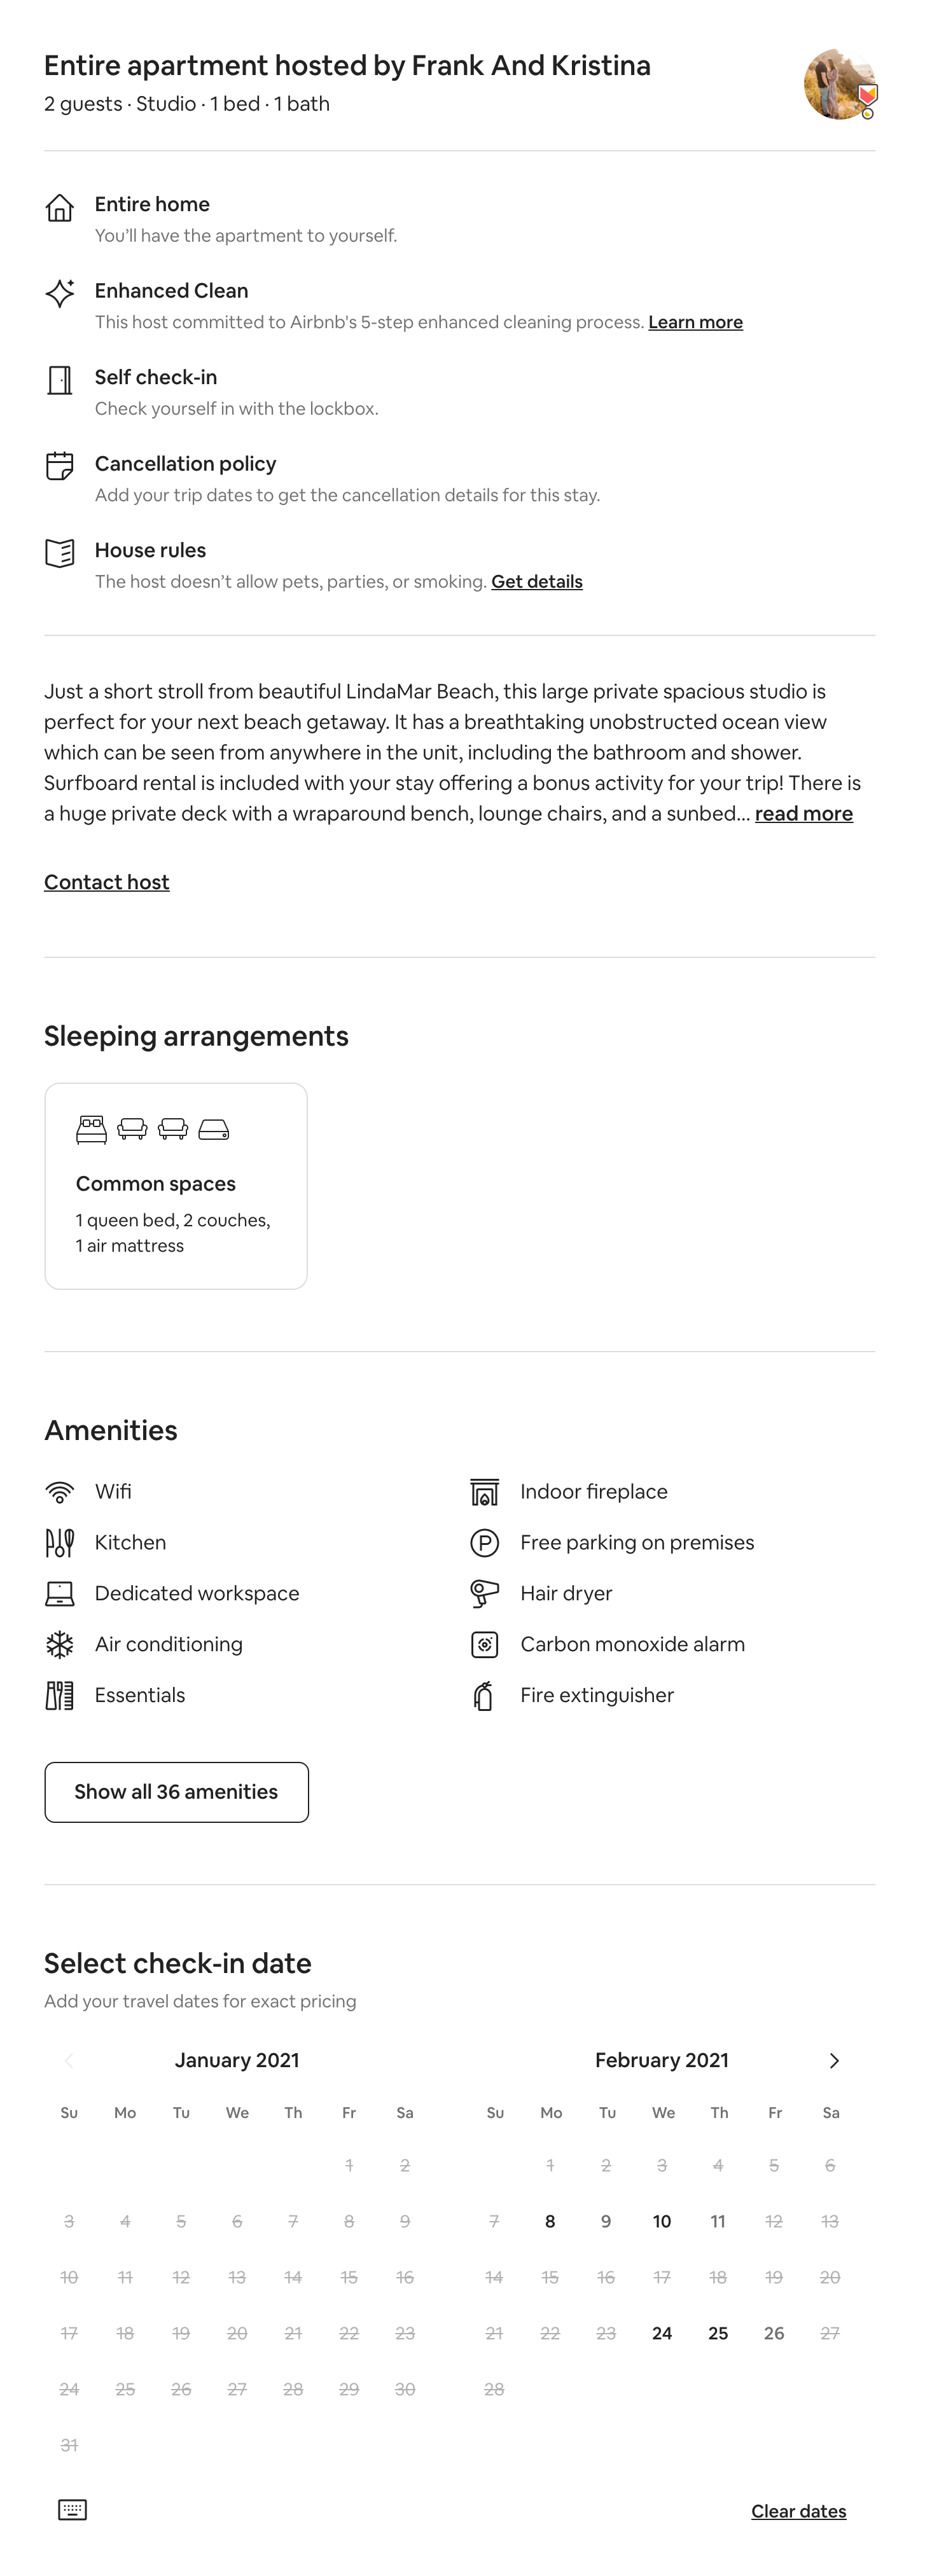 Entire apartment hosted by Frank And Kristina
2 guests · Studio · 1 bed · 1 bath
Entire home
You’ll have the apartment to yourself.
Enhanced Clean
This host committed to Airbnb's 5-step enhanced cleaning process. Learn more
Self check-in
Check yourself in with the lockbox.
Cancellation policy
Add your trip dates to get the cancellation details for this stay.
House rules
The host doesn’t allow pets, parties, or smoking. Get details
Just a short stroll from beautiful LindaMar Beach, this large private spacious studio is
perfect for your next beach getaway. It has a breathtaking unobstructed ocean view
which can be seen from anywhere in the unit, including the bathroom and shower.
Surfboard rental is included with your stay offering a bonus activity for your trip! There is
a huge private deck with a wraparound bench, lounge chairs, and a sunbed... read more
Contact host
Sleeping arrangements
Common spaces
1 queen bed, 2 couches,
1 air mattress
Amenities
Wifi
Indoor fireplace
Kitchen
Free parking on premises
Dedicated workspace
Hair dryer
Air conditioning
Carbon monoxide alarm
Essentials
Fire extinguisher
Show all 36 amenities
Select check-in date
Add your travel dates for exact pricing
January 2021
Su Mo Tu We Th Fr Sa
1 2
3 4 5 6 7 8 9
10 11 12 13 14 15 16
17 18 19 20 21 22 23
24 25 26 27 28 29 30
31
February 2021
Su Mo Tu We Th Fr Sa
1 2 3 4 5 6
7 8 9 10 11 12 13
14 15 16 17 18 19 20
21 22 23 24 25 26 27
28
Clear dates